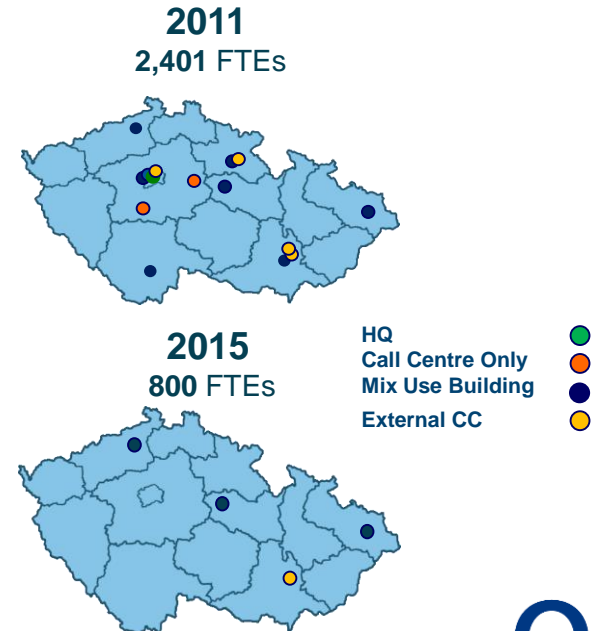 2011
2,401 FTEs
2015
800 FTEs
HQ
Call Centre Only
Mix Use Building
External CC